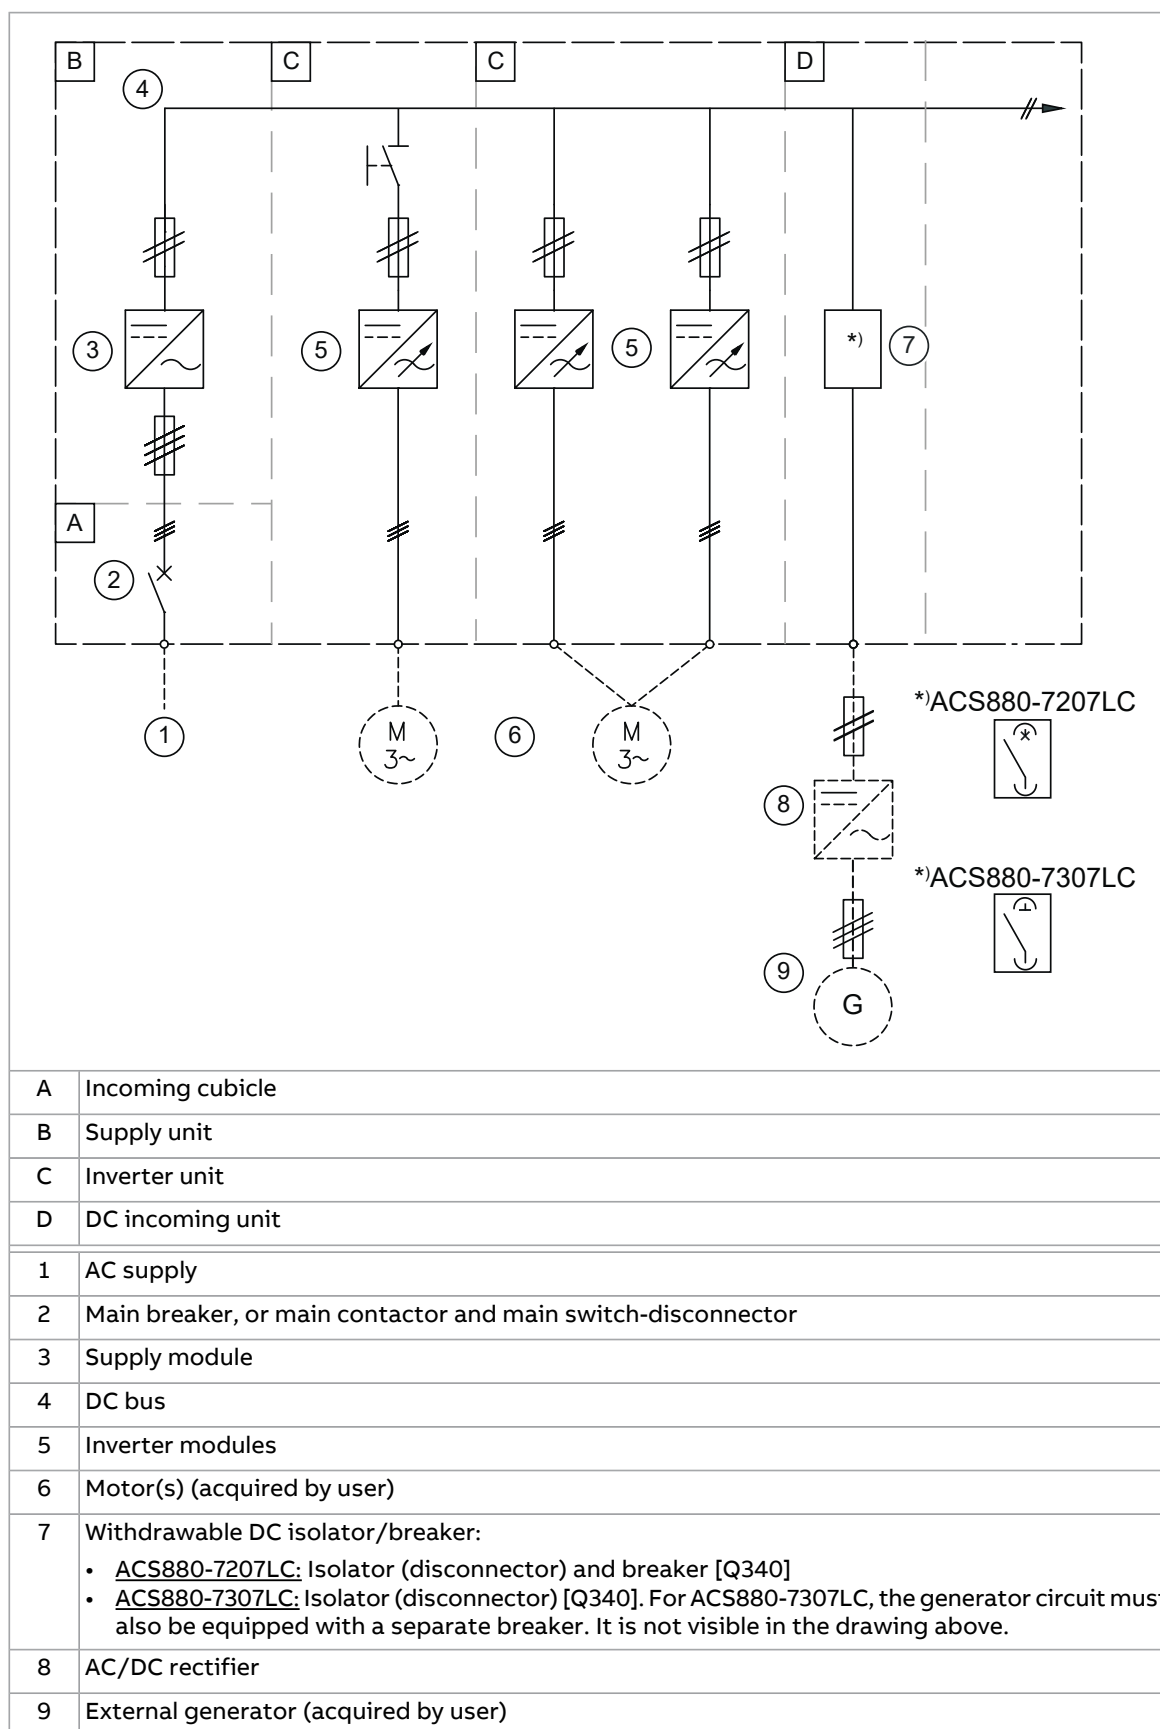 B
C
C
D
4
3
5
5
*)
7
A
2
1
M
3~
6
M
3~
*)ACS880-7207LC
8
*)ACS880-7307LC
9
G
A Incoming cubicle
B Supply unit
C Inverter unit
D DC incoming unit
1 AC supply
2 Main breaker, or main contactor and main switch-disconnector
3 Supply module
4 DC bus
5 Inverter modules
6 Motor(s) (acquired by user)
7 Withdrawable DC isolator/breaker:
• ACS880-7207LC: Isolator (disconnector) and breaker [Q340]
• ACS880-7307LC: Isolator (disconnector) [Q340]. For ACS880-7307LC, the generator circuit must
also be equipped with a separate breaker. It is not visible in the drawing above.
8 AC/DC rectifier
9 External generator (acquired by user)